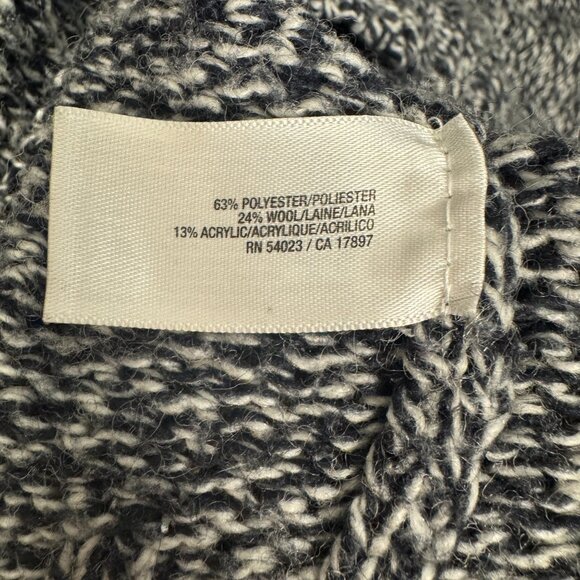 63% POLYESTER/POLIESTER
24% WOOL/LAINE/LANA
13% ACRYLIC/ACRYLIQUE/ACRILICO
RN 54023 / CA 17897